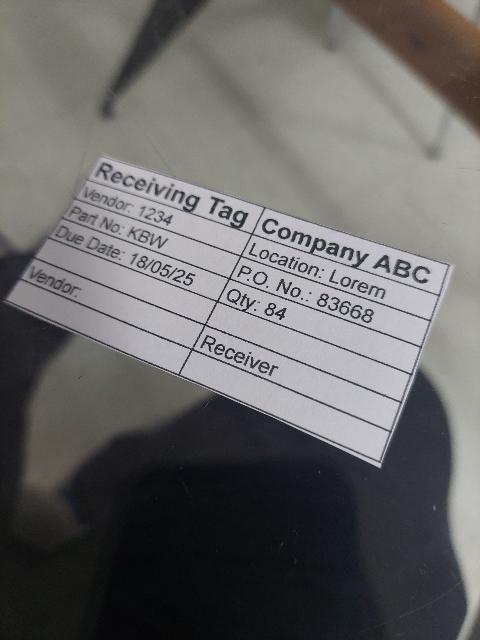 Receiving Tag Company ABC
Vendor: 1234 Location: Lorem
Part No: KBW P.O. No.: 83668
Due Date: 18/05/25 Qty: 84
Vendor: Receiver